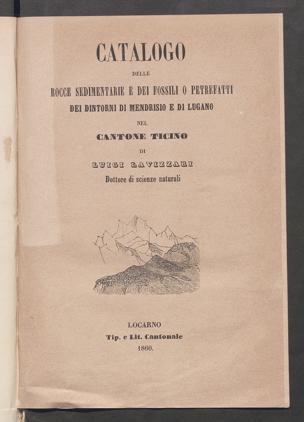 CATALOGO
DELLE
ROCCE SEDIMENTARIE E DEI FOSSILI O PETREFATTI
DEI DINTORNI DI MENDRISIO E DI LUGANO
NEL
CANTONE TICINO
DI
LUIGI LAVIZZARI
Dottore di scienze naturali
LOCARNO
Tip. e Lit. Cantonale
1860.